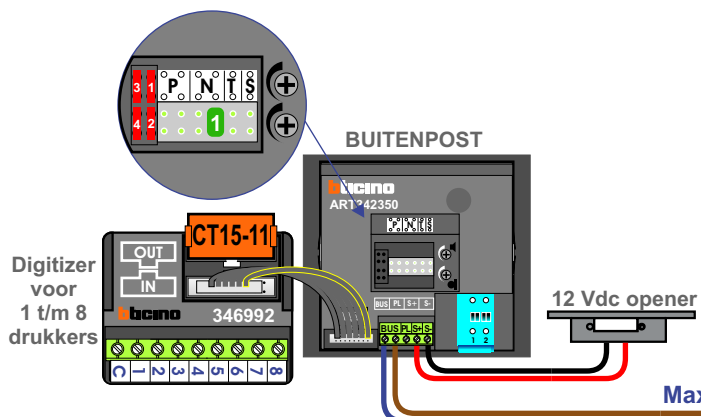 3 1 P N T S
4 2 1
BUITENPOST
bticino
ART342350
P N T S
CT15-11
OUT
IN
bticino
346992
Digitizer
voor
1 t/m 8
drukkers
C 1 2 3 4 5 6 7 8
BUS PL S+ S-
BUS PL S+ S-
1 2
12 Vdc opener
Max